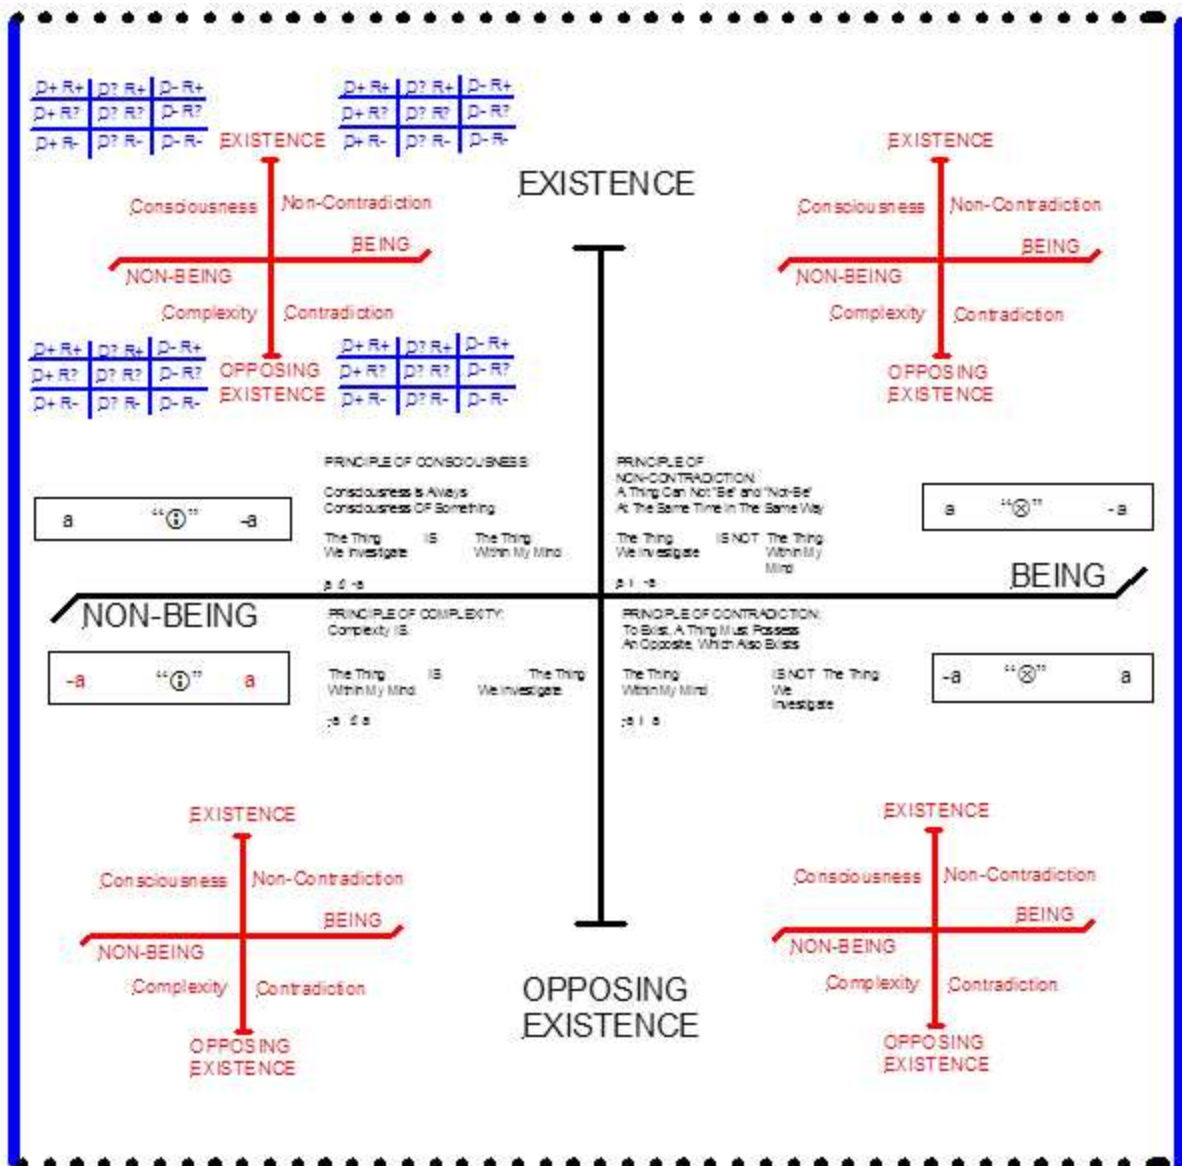 D+ R+ D? R+ D- R+
D+ R? D? R? D- R?
D+ R- D? R- D- R-
D+ R+ D? R+ D- R+
D+ R? D? R? D- R?
D+ R- D? R- D- R-
EXISTENCE
Consciousness Non-Contradiction
BEING
NON-BEING
Complexity Contradiction
OPPOSING
EXISTENCE
D+ R+ D? R+ D- R+
D+ R? D? R? D- R?
D+ R- D? R- D- R-
D+ R+ D? R+ D- R+
D+ R? D? R? D- R?
D+ R- D? R- D- R-
EXISTENCE
EXISTENCE
Consciousness Non-Contradiction
BEING
NON-BEING
Complexity Contradiction
OPPOSING
EXISTENCE
PRINCIPLE OF CONSCIOUSNESS:
Consciousness Is Always
Consciousness OF Something
The Thing IS The Thing
We Investigate Within My Mind
PRINCIPLE OF
NON-CONTRADICTION:
A Thing Can Not "Be" and "Not-Be"
At The Same Time In The Same Way
The Thing IS NOT The Thing
We Investigate Within My
Mind
a “ⓘ” -a
a “⊗” -a
BEING
NON-BEING
PRINCIPLE OF COMPLEXITY:
Complexity IS.
The Thing IS The Thing
Within My Mind We Investigate
PRINCIPLE OF CONTRADICTION:
To Exist, A Thing Must Possess
An Opposite, Which Also Exists
The Thing IS NOT The Thing
Within My Mind We
Investigate
-a “ⓘ” a
-a “⊗” a
EXISTENCE
Consciousness Non-Contradiction
BEING
NON-BEING
Complexity Contradiction
OPPOSING
EXISTENCE
OPPOSING
EXISTENCE
EXISTENCE
Consciousness Non-Contradiction
BEING
NON-BEING
Complexity Contradiction
OPPOSING
EXISTENCE